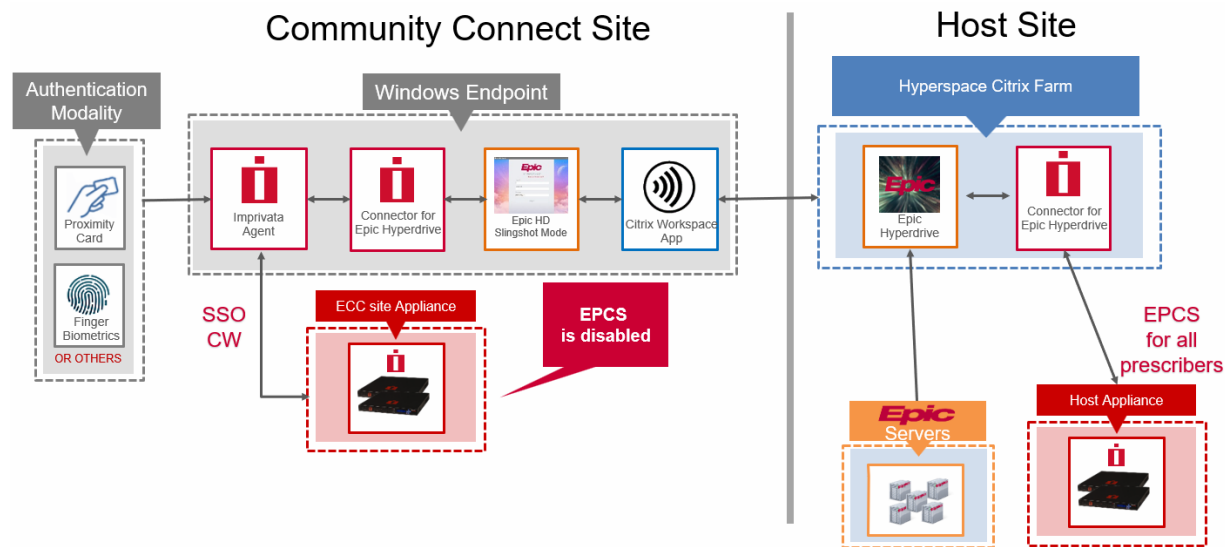 Community Connect Site
Host Site
Authentication
Modality
Windows Endpoint
Hyperspace Citrix Farm
Proximity
Card
Finger
Biometrics
OR OTHERS
Imprivata
Agent
Connector for
Epic Hyperdrive
Epic
Epic HD
Slingshot Mode
Citrix Workspace
App
Epic
Epic
Hyperdrive
Connector for
Epic Hyperdrive
SSO
CW
ECC site Appliance
EPCS
is disabled
EPCS
for all
prescribers
Epic
Servers
Host Appliance